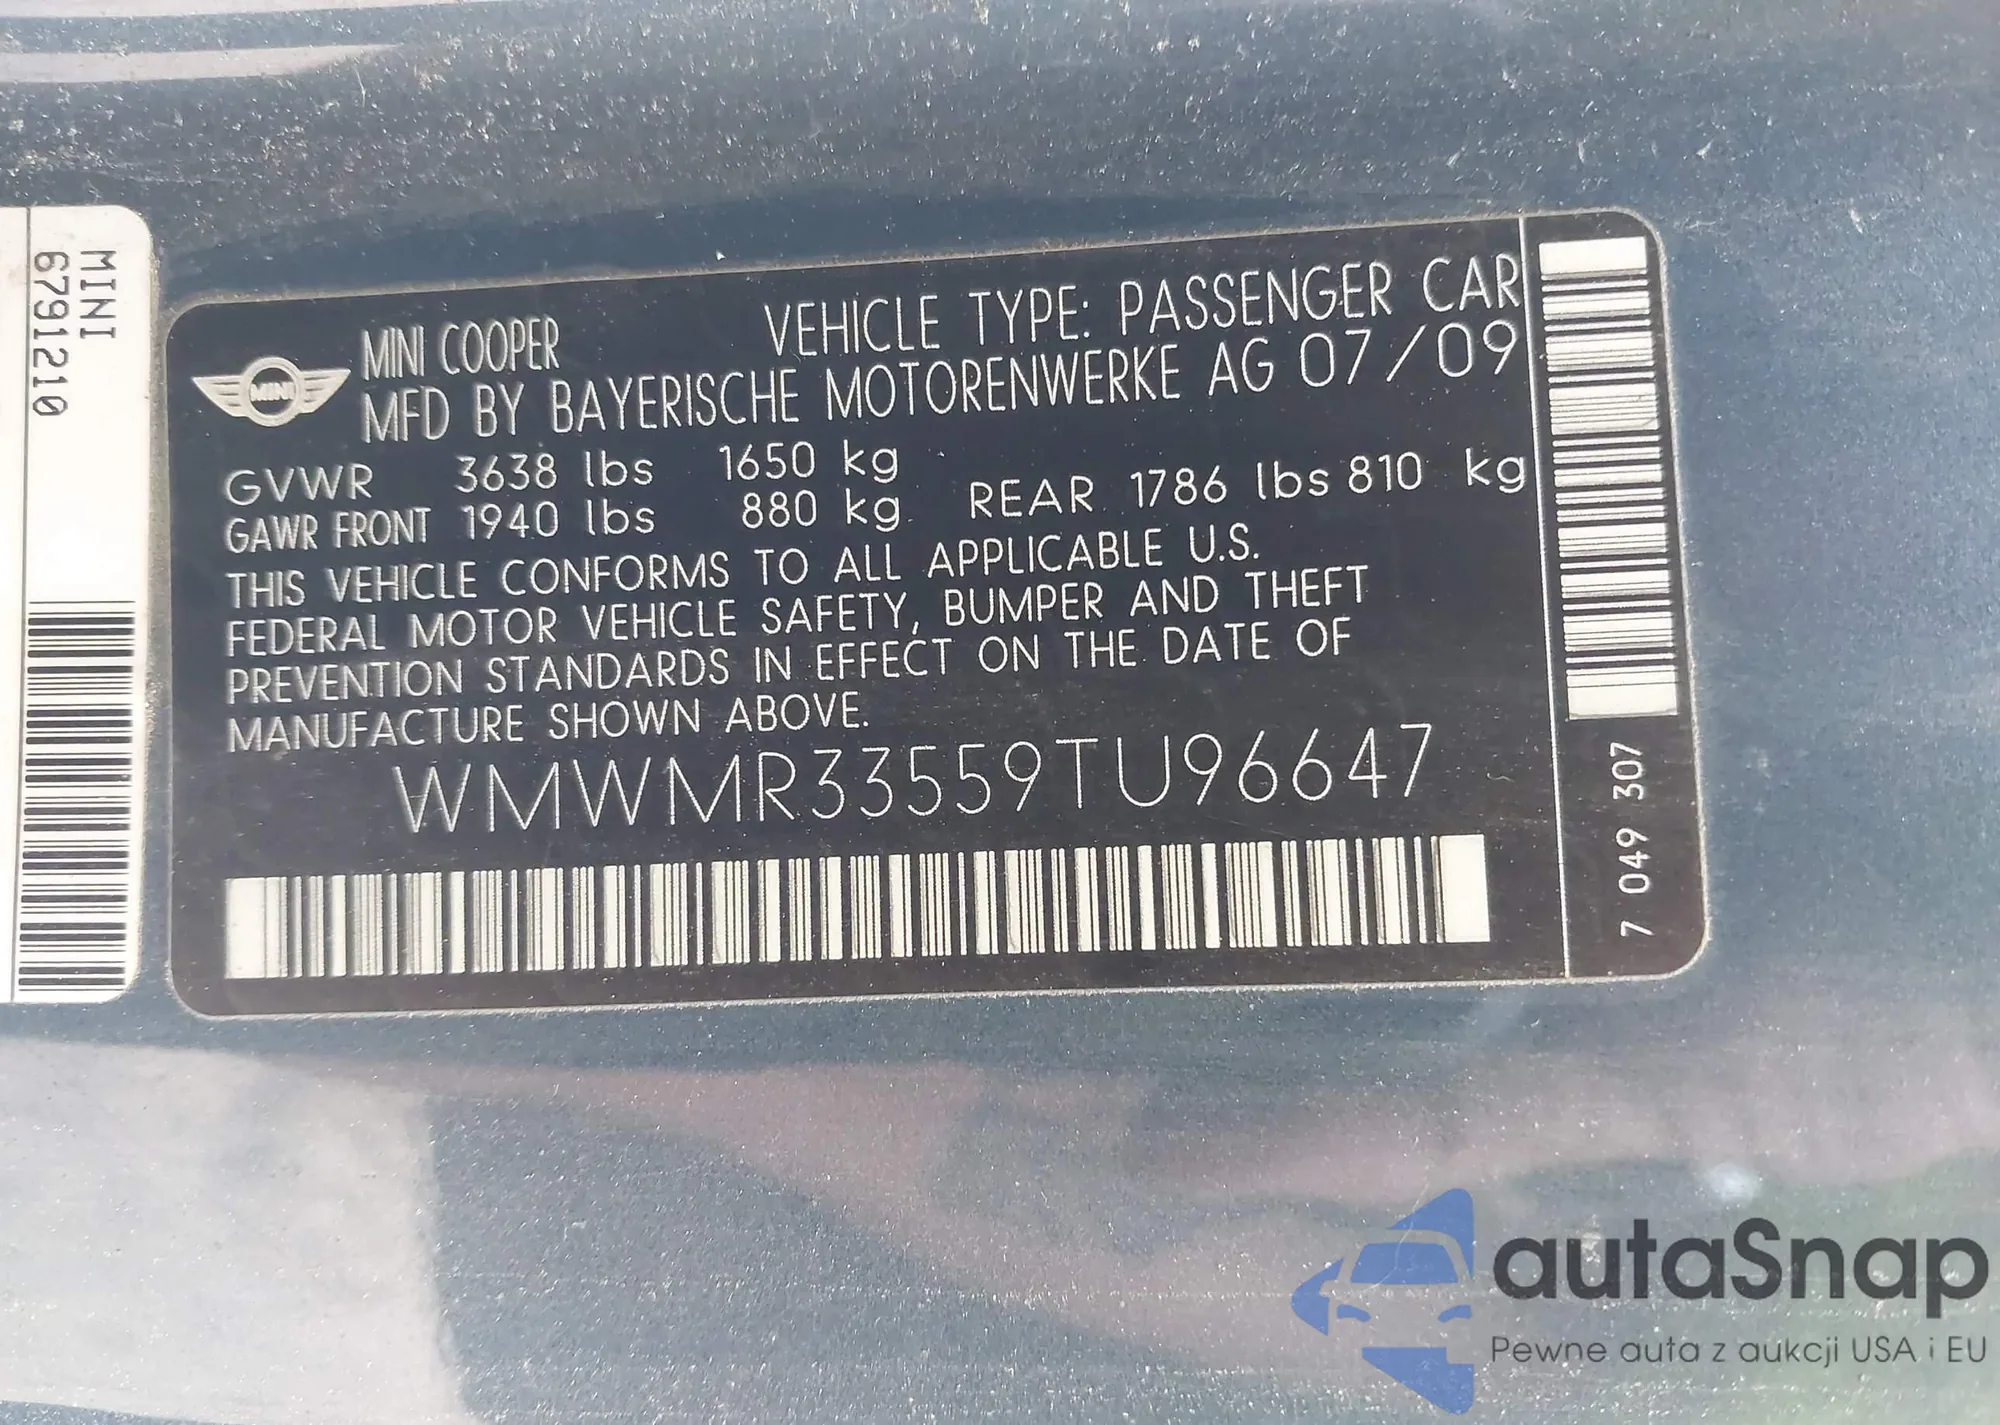 MINI
6791210
MINI
MINI COOPER VEHICLE TYPE: PASSENGER CAR
MFD BY BAYERISCHE MOTORENWERKE AG 07/09
GVWR 3638 lbs 1650 kg
GAWR FRONT 1940 lbs 880 kg REAR 1786 lbs 810 kg
THIS VEHICLE CONFORMS TO ALL APPLICABLE U.S.
FEDERAL MOTOR VEHICLE SAFETY, BUMPER AND THEFT
PREVENTION STANDARDS IN EFFECT ON THE DATE OF
MANUFACTURE SHOWN ABOVE.
WMWMR33559TU96647
7 049 307
autaSnap
Pewne auta z aukcji USA i EU